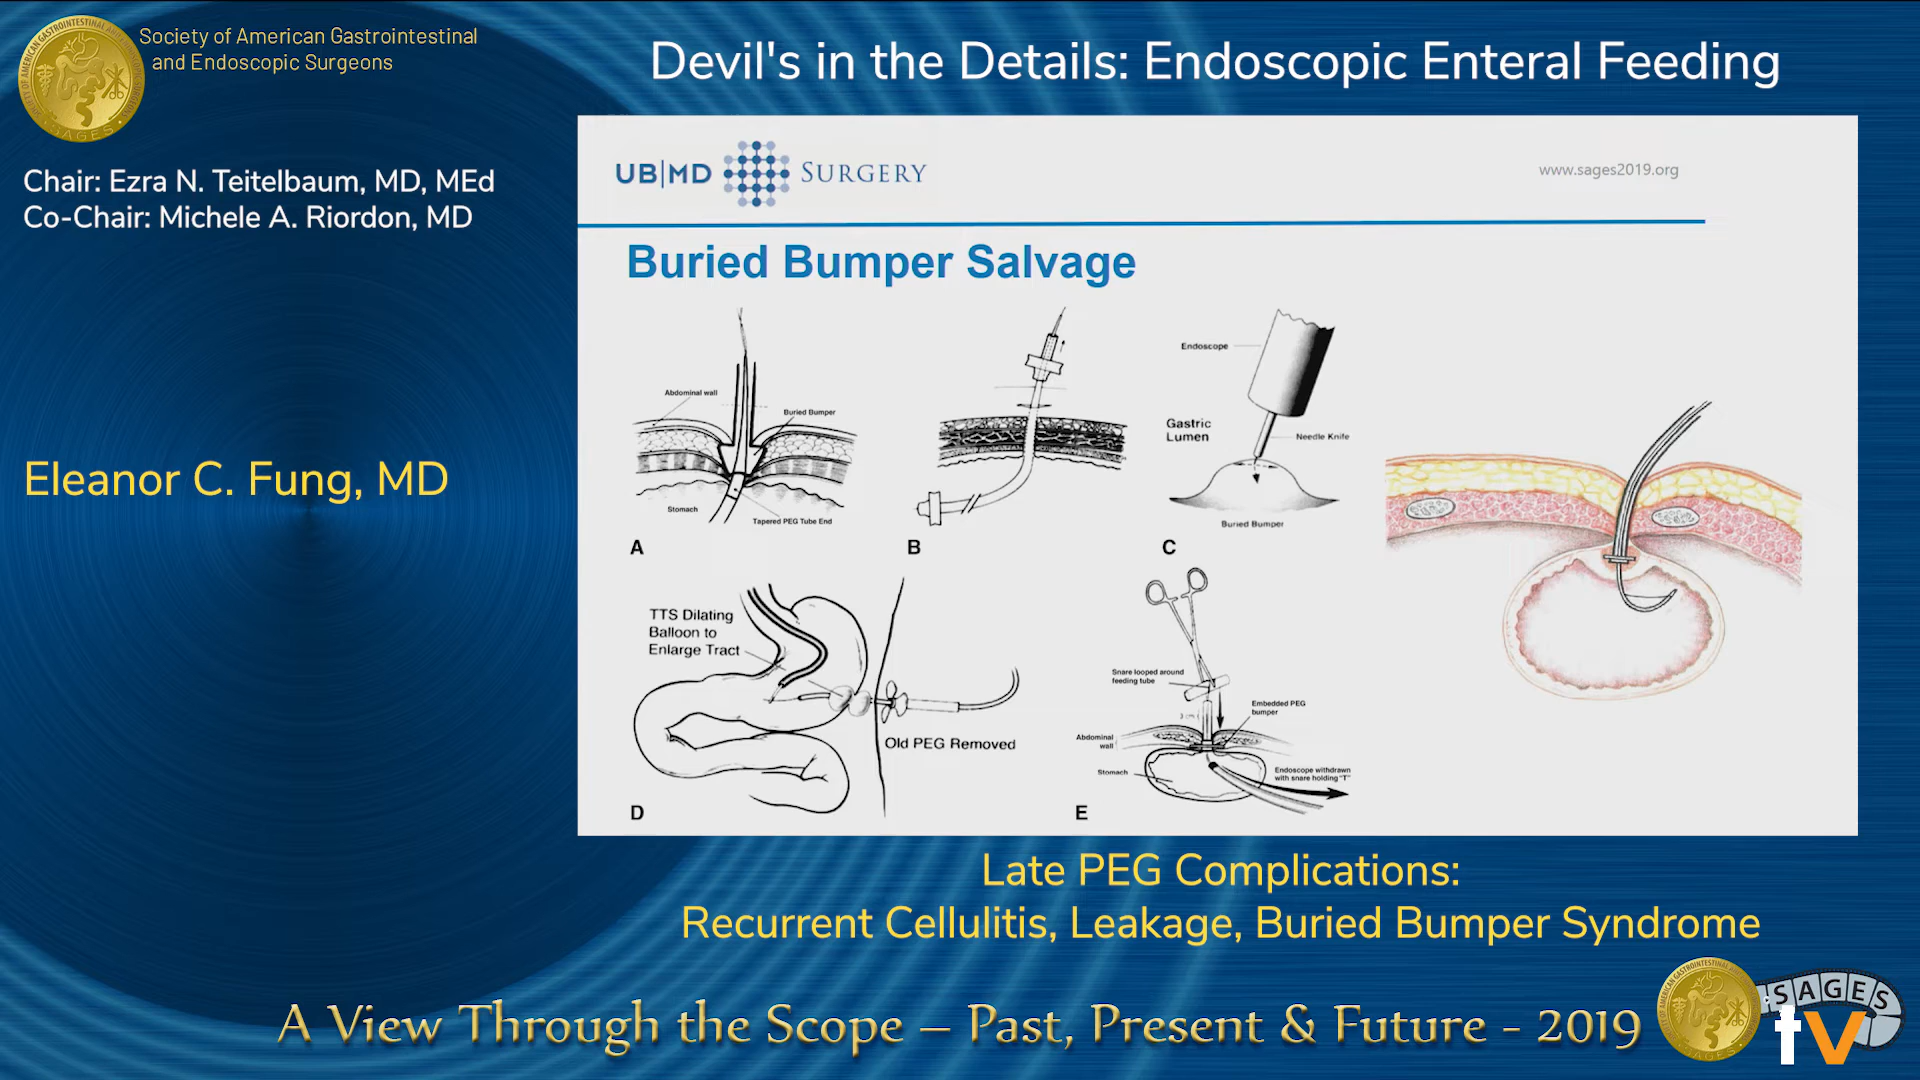 Society of American Gastrointestinal
and Endoscopic Surgeons
Devil's in the Details: Endoscopic Enteral Feeding
Chair: Ezra N. Teitelbaum, MD, MEd
Co-Chair: Michele A. Riordon, MD
Eleanor C. Fung, MD
UB|MD SURGERY
www.sages2019.org
Buried Bumper Salvage
Abdominal wall
Buried Bumper
Stomach
Tapered PEG Tube End
A
B
Endoscope
Gastric
Lumen
Needle Knife
Buried Bumper
C
TTS Dilating
Balloon to
Enlarge Tract
Old PEG Removed
D
Snare looped around
feeding tube
Embedded PEG
bumper
Abdominal
wall
Stomach
Endoscope withdrawn
with snare holding "T"
E
Late PEG Complications:
Recurrent Cellulitis, Leakage, Buried Bumper Syndrome
A View Through the Scope – Past, Present & Future - 2019
SAGES
tv